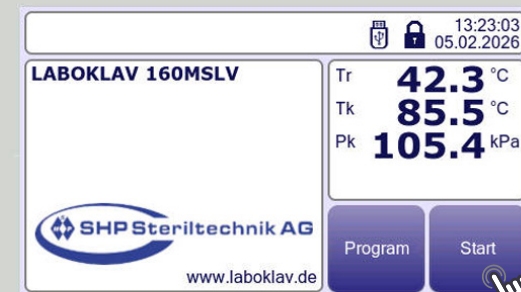 13:23:03
05.02.2026
LABOKLAV 160MSLV
Tr 42.3 °C
Tk 85.5 °C
Pk 105.4 kPa
SHP Steriltechnik AG
www.laboklav.de
Program
Start